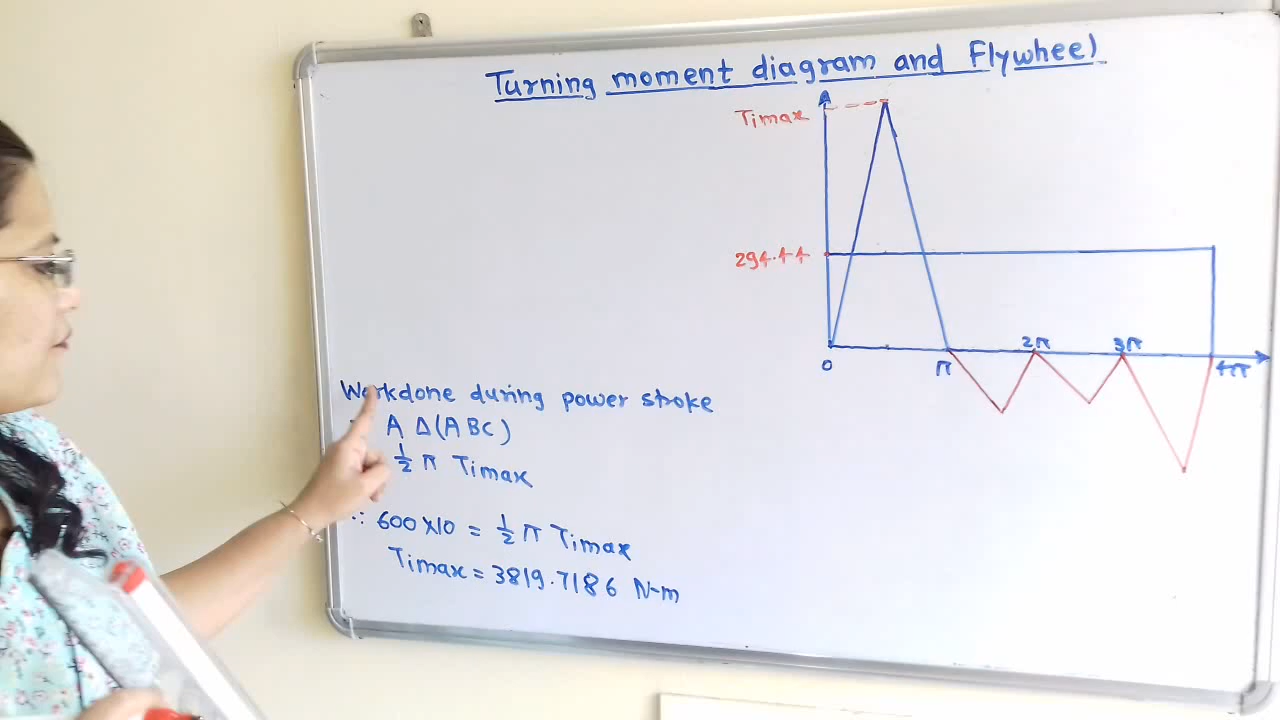 Turning moment diagram and Flywheel
Timax
294.44
0
π
2π
3π
4π
Workdone during power stroke
A Δ(ABC)
½ π Timax
∴ 600×10 = ½ π Timax
Timax = 3819.7186 N-m